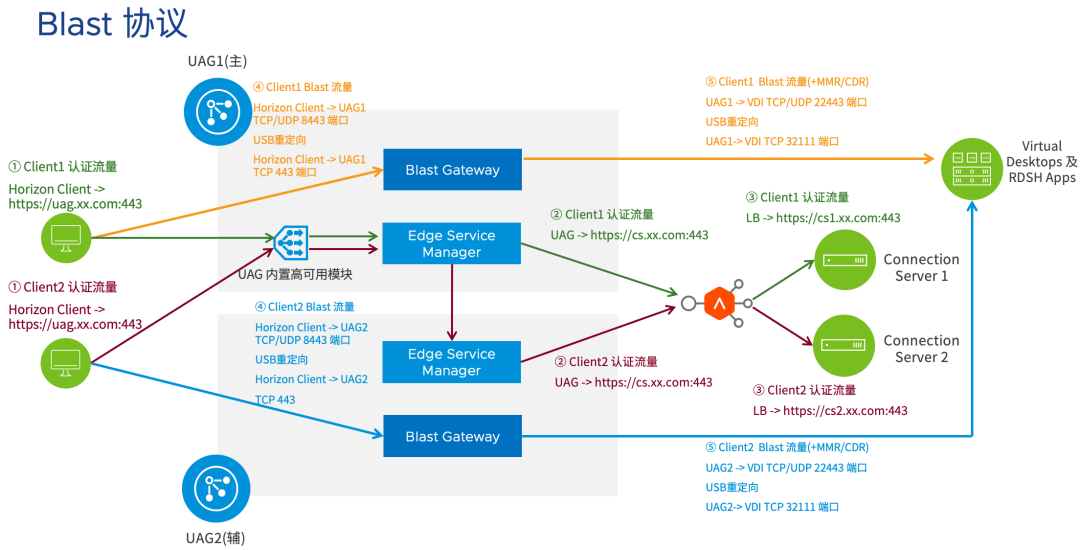 Blast 协议
UAG1(主)
④ Client1 Blast 流量
Horizon Client -> UAG1
TCP/UDP 8443 端口
USB重定向
Horizon Client -> UAG1
TCP 443 端口
⑤ Client1 Blast 流量(+MMR/CDR)
UAG1 -> VDI TCP/UDP 22443 端口
USB重定向
UAG1-> VDI TCP 32111 端口
Virtual
Desktops 及
RDSH Apps
① Client1 认证流量
Horizon Client ->
https://uag.xx.com:443
Blast Gateway
② Client1 认证流量
UAG -> https://cs.xx.com:443
③ Client1 认证流量
LB -> https://cs1.xx.com:443
Edge Service
Manager
UAG 内置高可用模块
Connection
Server 1
① Client2 认证流量
Horizon Client ->
https://uag.xx.com:443
④ Client2 Blast 流量
Horizon Client -> UAG2
TCP/UDP 8443 端口
USB重定向
Horizon Client -> UAG2
TCP 443
Edge Service
Manager
② Client2 认证流量
UAG -> https://cs.xx.com:443
Connection
Server 2
③ Client2 认证流量
LB -> https://cs2.xx.com:443
Blast Gateway
⑤ Client2 Blast 流量(+MMR/CDR)
UAG2 -> VDI TCP/UDP 22443 端口
USB重定向
UAG2-> VDI TCP 32111 端口
UAG2(辅)